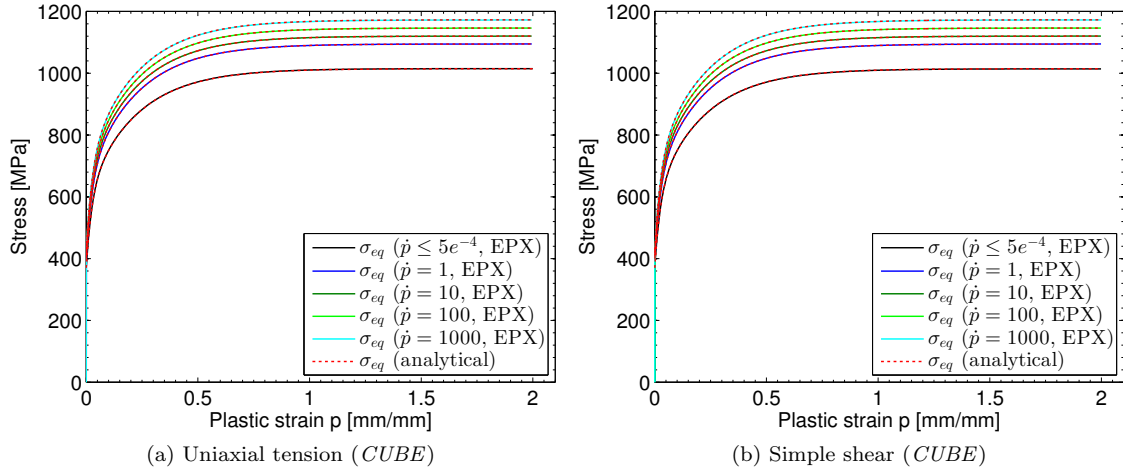 1200
1000
800
600
400
200
0
Stress [MPa]
σ_eq (ṗ ≤ 5e⁻⁴, EPX)
σ_eq (ṗ = 1, EPX)
σ_eq (ṗ = 10, EPX)
σ_eq (ṗ = 100, EPX)
σ_eq (ṗ = 1000, EPX)
σ_eq (analytical)
0 0.5 1 1.5 2
Plastic strain p [mm/mm]
(a) Uniaxial tension (CUBE)
1200
1000
800
600
400
200
0
Stress [MPa]
σ_eq (ṗ ≤ 5e⁻⁴, EPX)
σ_eq (ṗ = 1, EPX)
σ_eq (ṗ = 10, EPX)
σ_eq (ṗ = 100, EPX)
σ_eq (ṗ = 1000, EPX)
σ_eq (analytical)
0 0.5 1 1.5 2
Plastic strain p [mm/mm]
(b) Simple shear (CUBE)